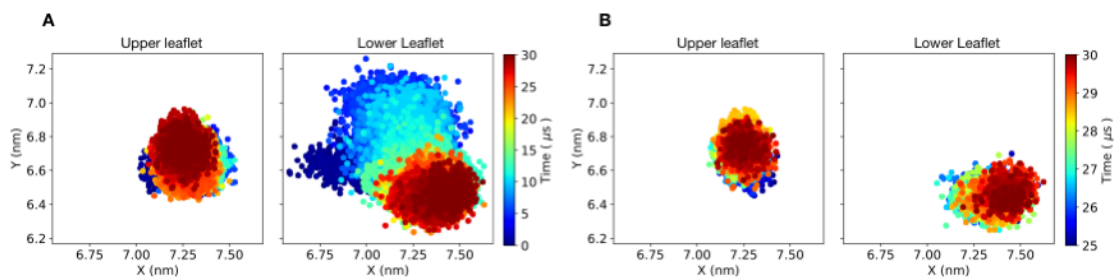 A
Upper leaflet
Lower Leaflet
7.2
7.0
6.8
6.6
6.4
6.2
Y (nm)
6.75 7.00 7.25 7.50
X (nm)
6.75 7.00 7.25 7.50
X (nm)
30
25
20
15
10
5
0
Time ( μs)
B
Upper leaflet
Lower Leaflet
7.2
7.0
6.8
6.6
6.4
6.2
Y (nm)
6.75 7.00 7.25 7.50
X (nm)
6.75 7.00 7.25 7.50
X (nm)
30
29
28
27
26
25
Time ( μs)